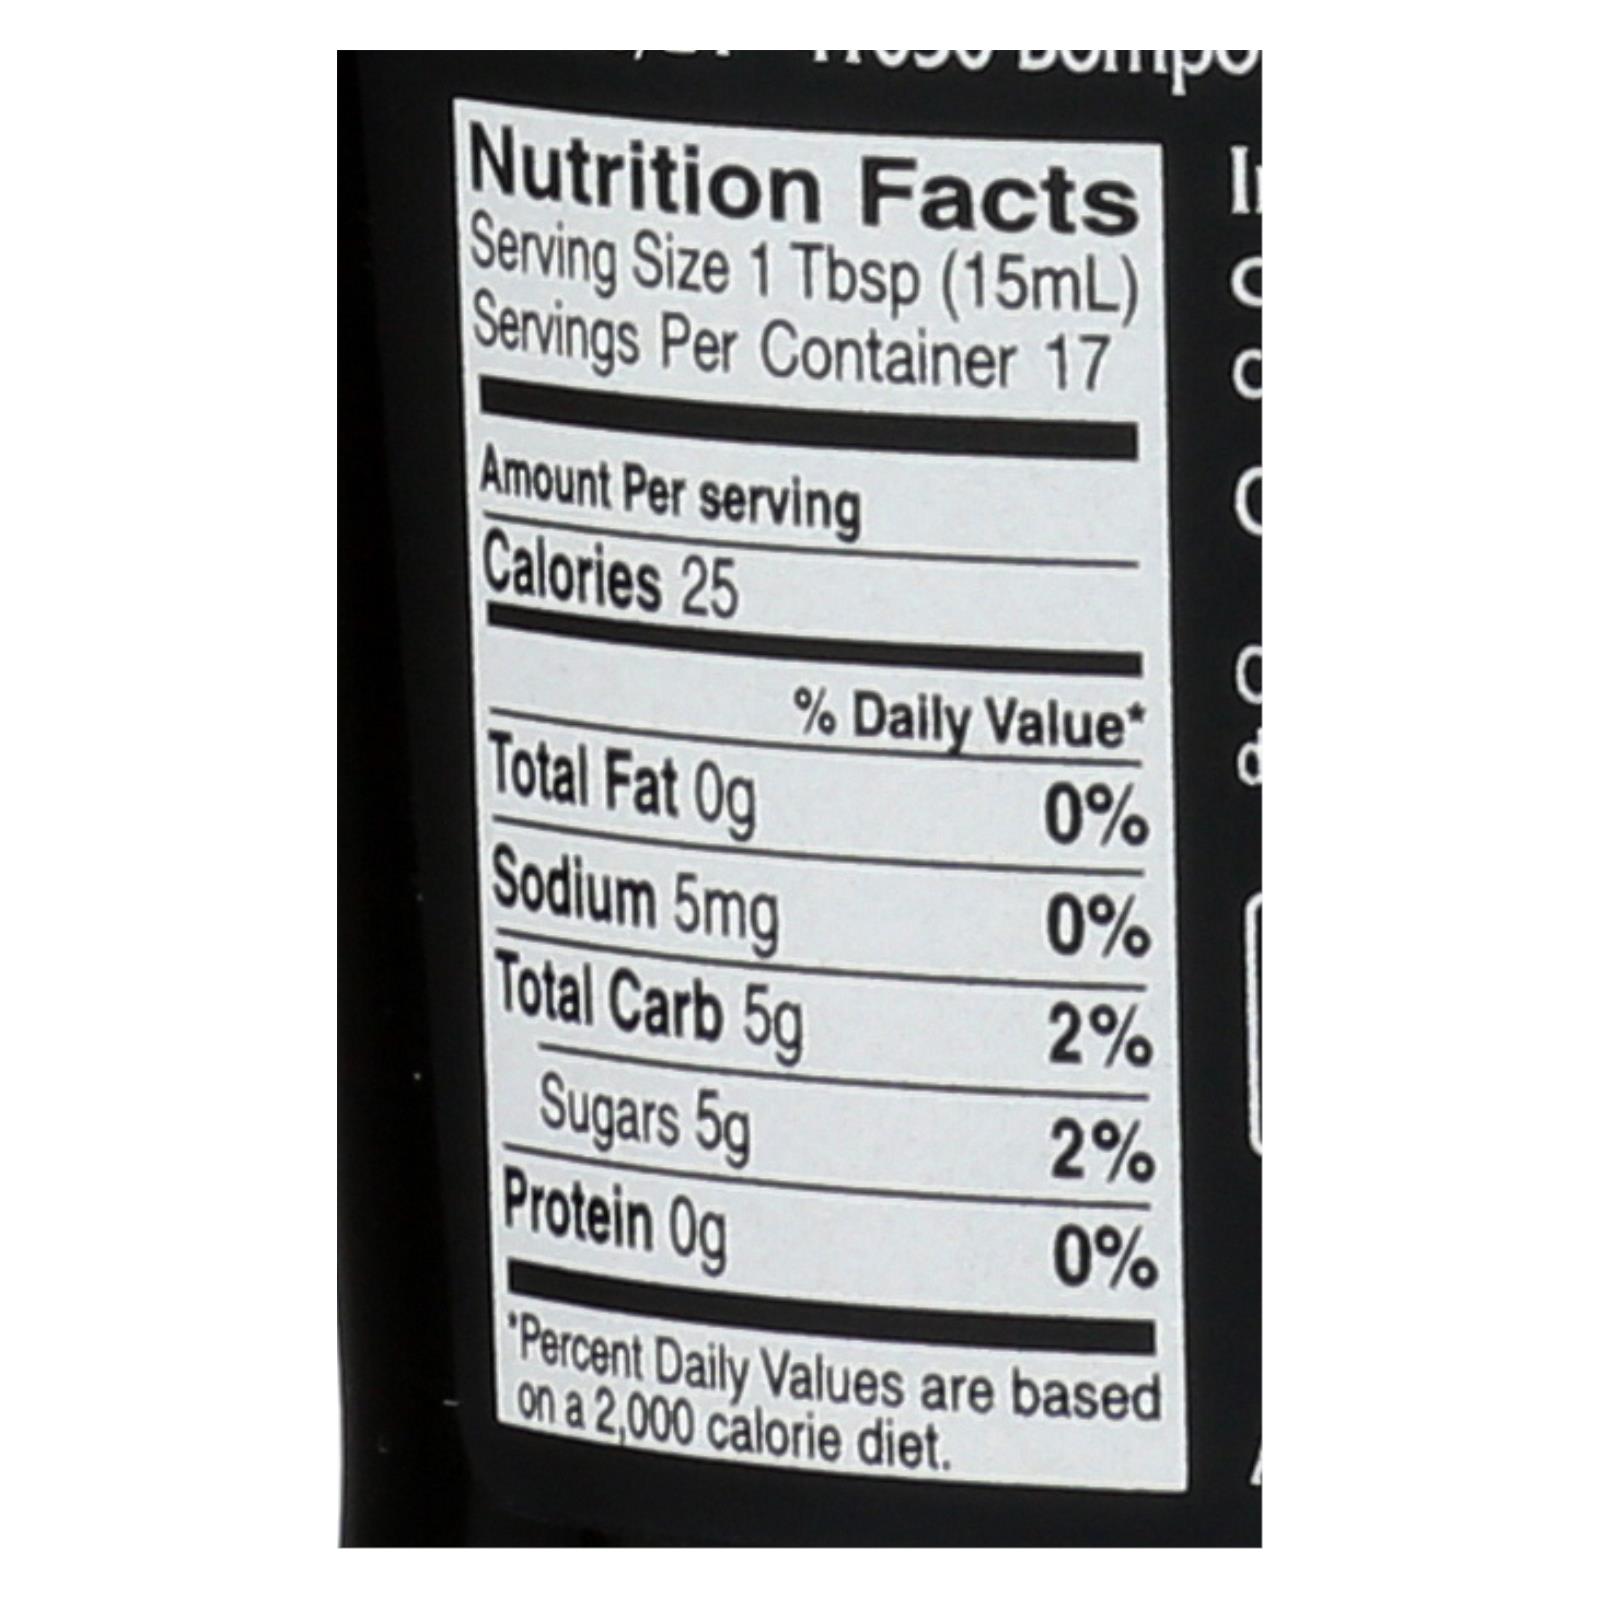 Nutrition Facts
Serving Size 1 Tbsp (15mL)
Servings Per Container 17
Amount Per serving
Calories 25
% Daily Value*
Total Fat 0g 0%
Sodium 5mg 0%
Total Carb 5g 2%
Sugars 5g 2%
Protein 0g 0%
*Percent Daily Values are based
on a 2,000 calorie diet.